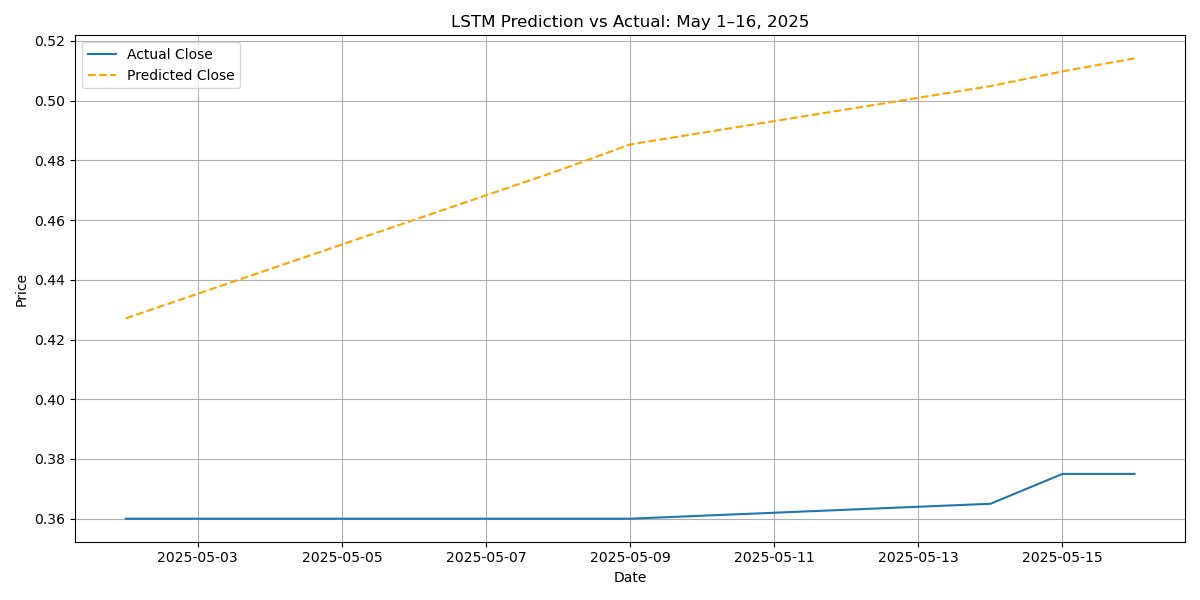 LSTM Prediction vs Actual: May 1–16, 2025
Actual Close
Predicted Close
Price
0.52
0.50
0.48
0.46
0.44
0.42
0.40
0.38
0.36
2025-05-03 2025-05-05 2025-05-07 2025-05-09 2025-05-11 2025-05-13 2025-05-15
Date